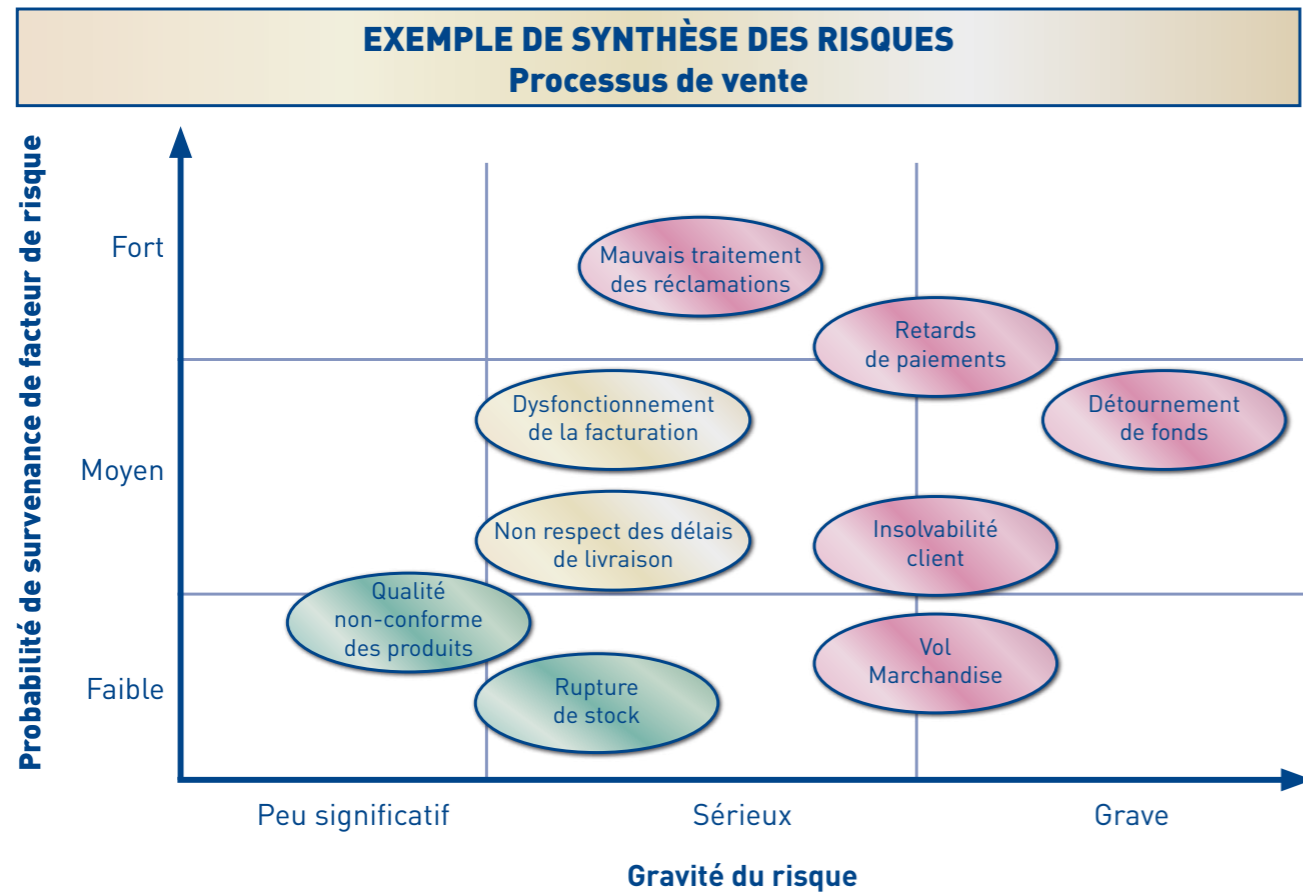 EXEMPLE DE SYNTHÈSE DES RISQUES
Processus de vente
Probabilité de survenance de facteur de risque
Fort
Mauvais traitement
des réclamations
Retards
de paiements
Dysfonctionnement
de la facturation
Détournement
de fonds
Moyen
Non respect des délais
de livraison
Insolvabilité
client
Qualité
non-conforme
des produits
Vol
Marchandise
Faible
Rupture
de stock
Peu significatif
Sérieux
Grave
Gravité du risque